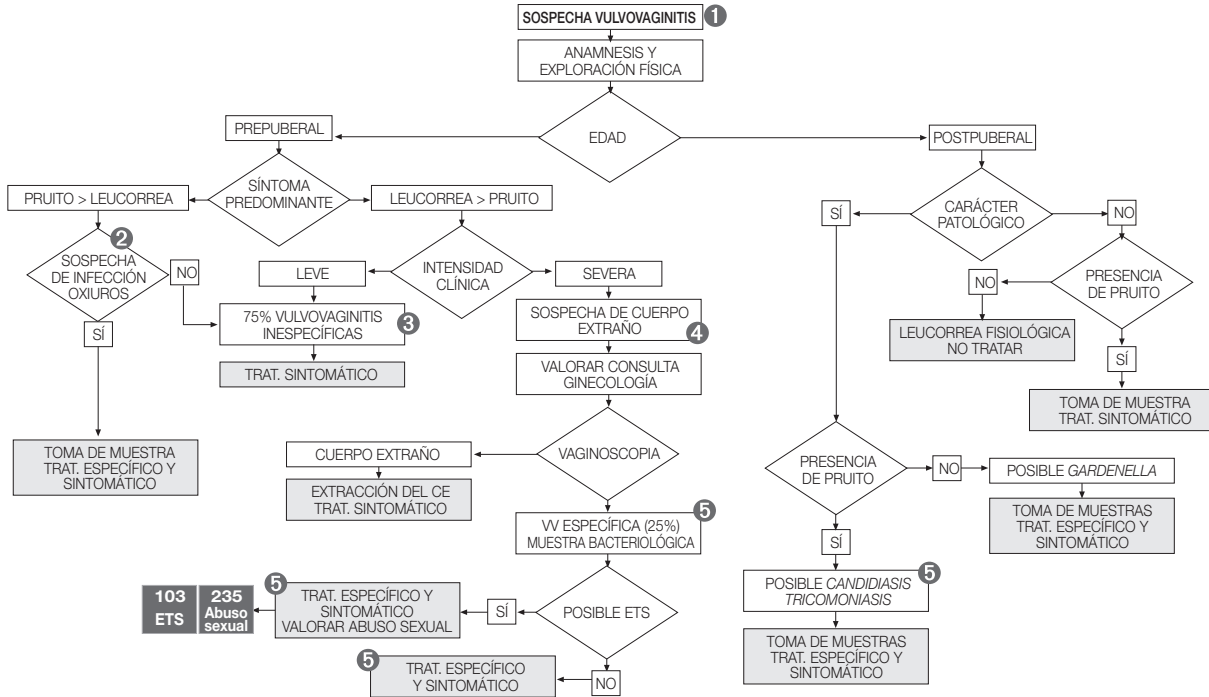 SOSPECHA VULVOVAGINITIS 1
ANAMNESIS Y
EXPLORACIÓN FÍSICA
EDAD
PREPUBERAL
POSTPUBERAL
SÍNTOMA
PREDOMINANTE
PRUITO > LEUCORREA
LEUCORREA > PRUITO
2
SOSPECHA
DE INFECCIÓN
OXIUROS
NO
SÍ
TOMA DE MUESTRA
TRAT. ESPECÍFICO Y
SINTOMÁTICO
INTENSIDAD
CLÍNICA
LEVE
75% VULVOVAGINITIS
INESPECÍFICAS
3
TRAT. SINTOMÁTICO
SEVERA
SOSPECHA DE CUERPO
EXTRAÑO
4
VALORAR CONSULTA
GINECOLOGÍA
VAGINOSCOPIA
CUERPO EXTRAÑO
EXTRACCIÓN DEL CE
TRAT. SINTOMÁTICO
VV ESPECÍFICA (25%)
MUESTRA BACTERIOLÓGICA
5
POSIBLE ETS
SÍ
5
TRAT. ESPECÍFICO Y
SINTOMÁTICO
VALORAR ABUSO SEXUAL
103
ETS
235
Abuso
sexual
NO
5
TRAT. ESPECÍFICO
Y SINTOMÁTICO
CARÁCTER
PATOLÓGICO
SÍ
NO
PRESENCIA
DE PRUITO
NO
LEUCORREA FISIOLÓGICA
NO TRATAR
SÍ
TOMA DE MUESTRA
TRAT. SINTOMÁTICO
PRESENCIA
DE PRUITO
NO
POSIBLE GARDENELLA
TOMA DE MUESTRAS
TRAT. ESPECÍFICO Y
SINTOMÁTICO
SÍ
POSIBLE CANDIDIASIS
TRICOMONIASIS
5
TOMA DE MUESTRAS
TRAT. ESPECÍFICO Y
SINTOMÁTICO